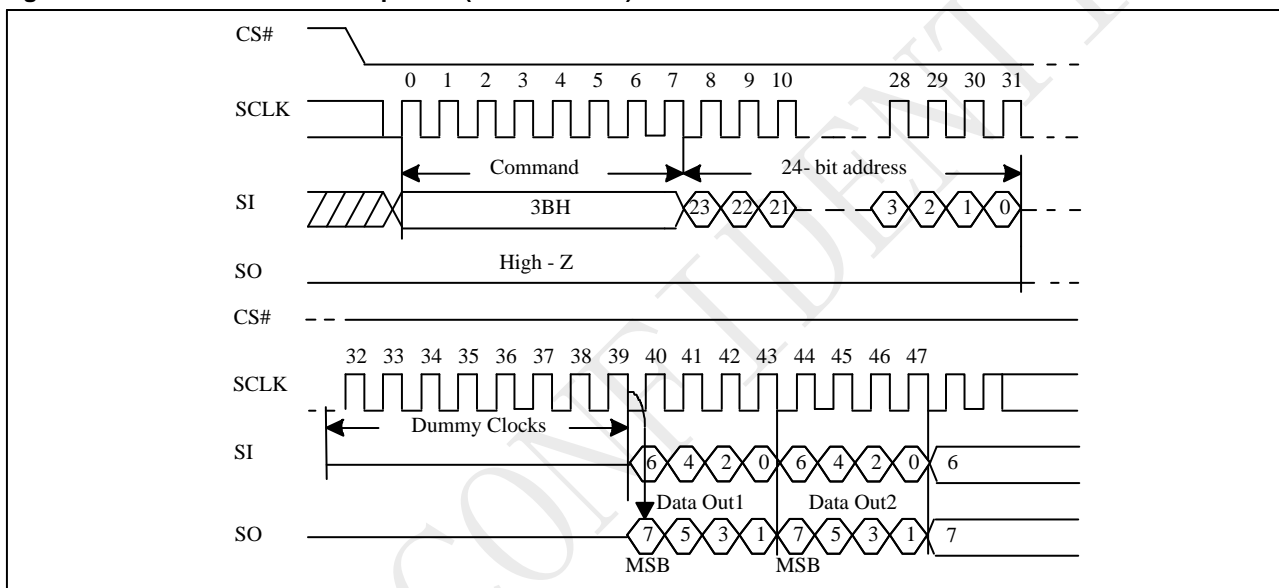 CS#
0 1 2 3 4 5 6 7 8 9 10 28 29 30 31
SCLK
Command 24- bit address
SI 3BH 23 22 21 3 2 1 0
SO High - Z
CS#
32 33 34 35 36 37 38 39 40 41 42 43 44 45 46 47
SCLK
Dummy Clocks
SI 6 4 2 0 6 4 2 0 6
Data Out1 Data Out2
SO 7 5 3 1 7 5 3 1 7
MSB MSB